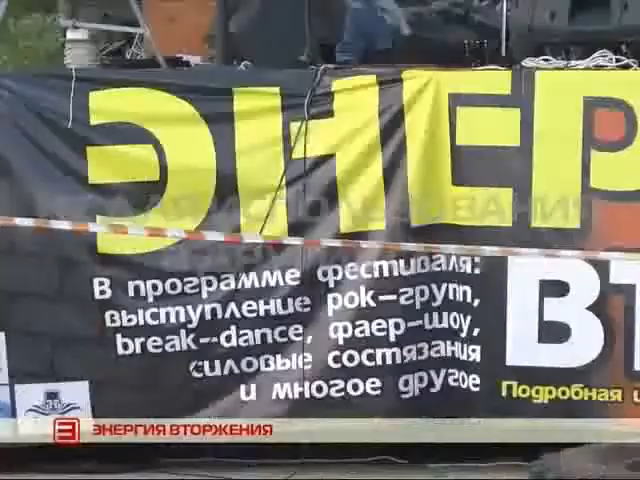 ЭНЕР
В программе фестиваля:
выступление рок-групп,
break-dance, фаер-шоу,
силовые состязания
и многое другое
ВТ
Подробная и
ЭНЕРГИЯ ВТОРЖЕНИЯ